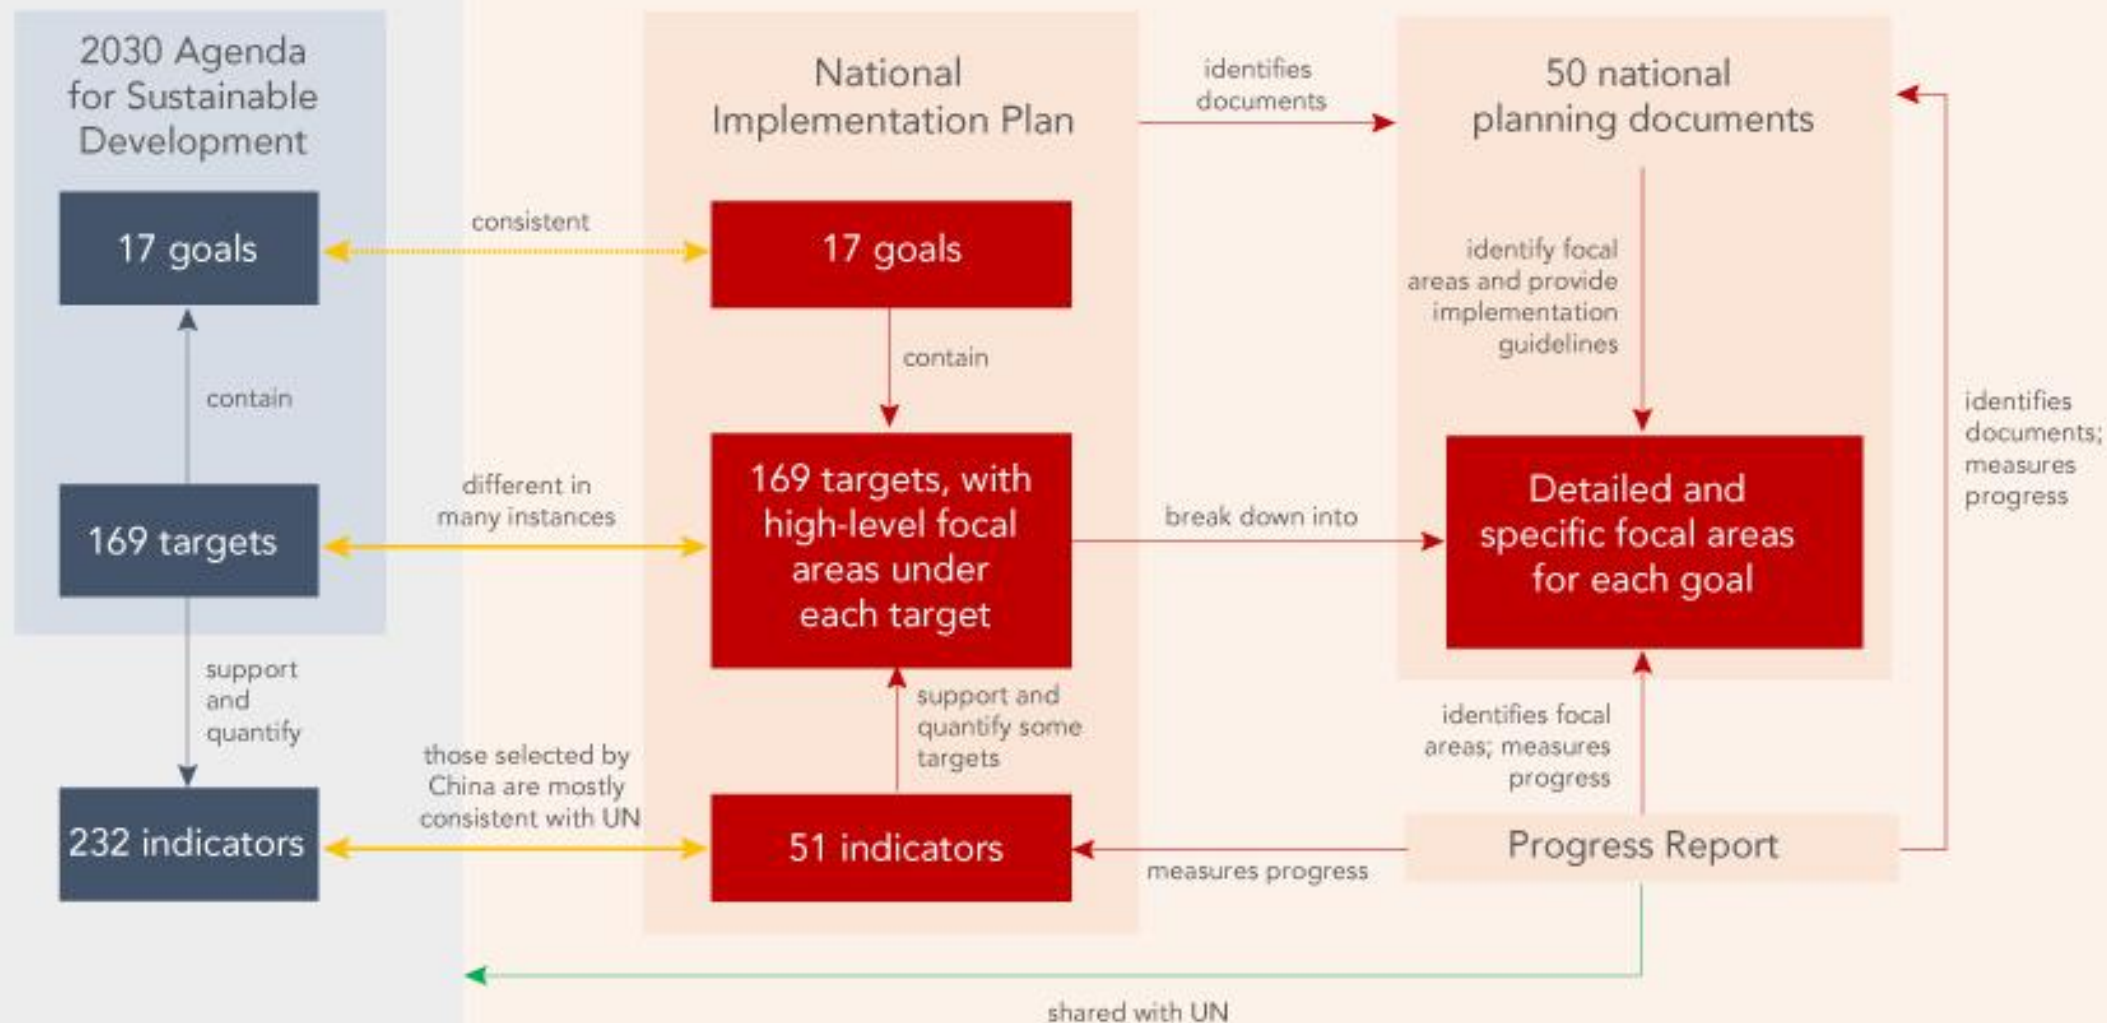 2030 Agenda
for Sustainable
Development
17 goals
contain
169 targets
support
and
quantify
232 indicators
consistent
different in
many instances
those selected by
China are mostly
consistent with UN
National
Implementation Plan
17 goals
contain
169 targets, with
high-level focal
areas under
each target
support and
quantify some
targets
51 indicators
identifies
documents
break down into
measures progress
50 national
planning documents
identify focal
areas and provide
implementation
guidelines
Detailed and
specific focal areas
for each goal
identifies focal
areas; measures
progress
Progress Report
identifies
documents;
measures
progress
shared with UN